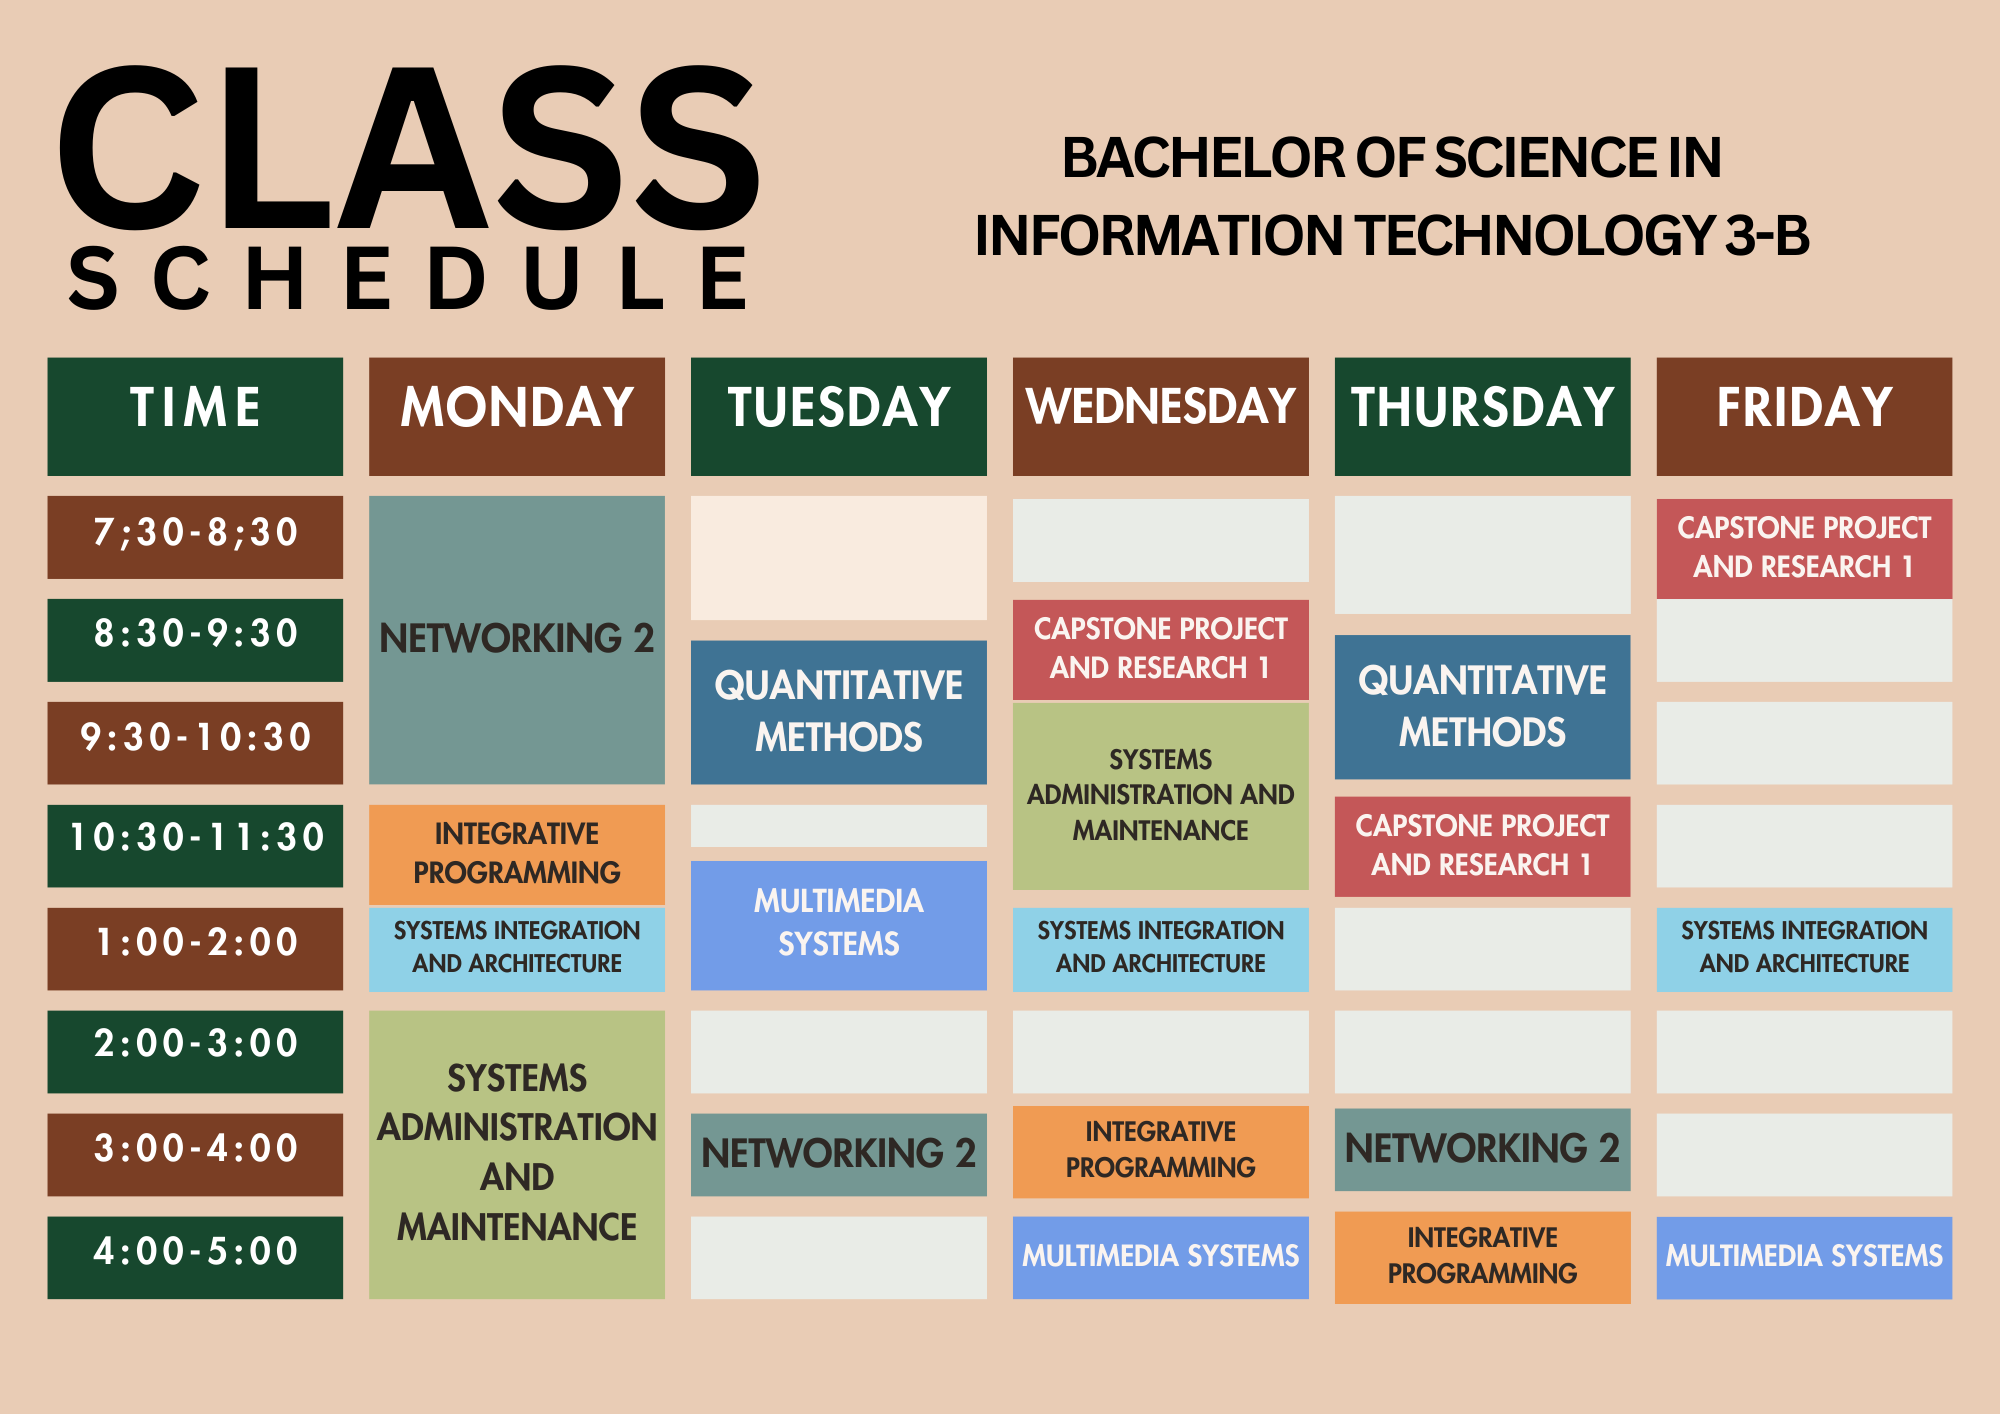 CLASS
SCHEDULE
BACHELOR OF SCIENCE IN
INFORMATION TECHNOLOGY 3-B
TIME
MONDAY
TUESDAY
WEDNESDAY
THURSDAY
FRIDAY
7;30-8;30
8:30-9:30
9:30-10:30
10:30-11:30
1:00-2:00
2:00-3:00
3:00-4:00
4:00-5:00
NETWORKING 2
INTEGRATIVE
PROGRAMMING
SYSTEMS INTEGRATION
AND ARCHITECTURE
SYSTEMS
ADMINISTRATION
AND
MAINTENANCE
QUANTITATIVE
METHODS
MULTIMEDIA
SYSTEMS
NETWORKING 2
CAPSTONE PROJECT
AND RESEARCH 1
SYSTEMS
ADMINISTRATION AND
MAINTENANCE
SYSTEMS INTEGRATION
AND ARCHITECTURE
INTEGRATIVE
PROGRAMMING
MULTIMEDIA SYSTEMS
QUANTITATIVE
METHODS
CAPSTONE PROJECT
AND RESEARCH 1
NETWORKING 2
INTEGRATIVE
PROGRAMMING
CAPSTONE PROJECT
AND RESEARCH 1
SYSTEMS INTEGRATION
AND ARCHITECTURE
MULTIMEDIA SYSTEMS